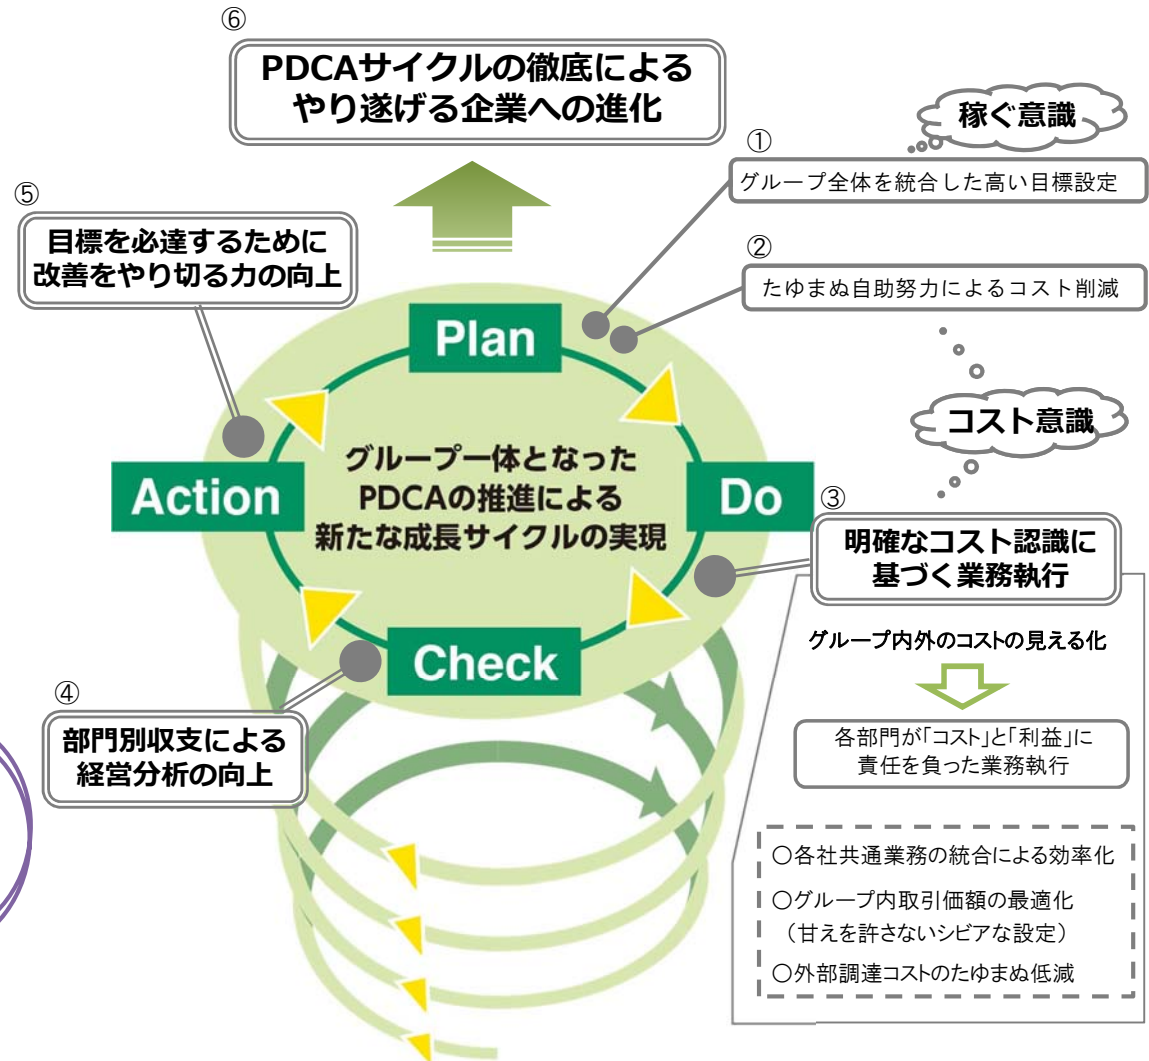 ⑥
PDCAサイクルの徹底による
やり遂げる企業への進化
稼ぐ意識
①
グループ全体を統合した高い目標設定
⑤
目標を必達するために
改善をやり切る力の向上
②
たゆまぬ自助努力によるコスト削減
Plan
コスト意識
グループ一体となった
PDCAの推進による
新たな成長サイクルの実現
Action
Do
③
明確なコスト認識に
基づく業務執行
グループ内外のコストの見える化
Check
④
部門別収支による
経営分析の向上
各部門が「コスト」と「利益」に
責任を負った業務執行
○各社共通業務の統合による効率化
○グループ内取引価額の最適化
（甘えを許さないシビアな設定）
○外部調達コストのたゆまぬ低減